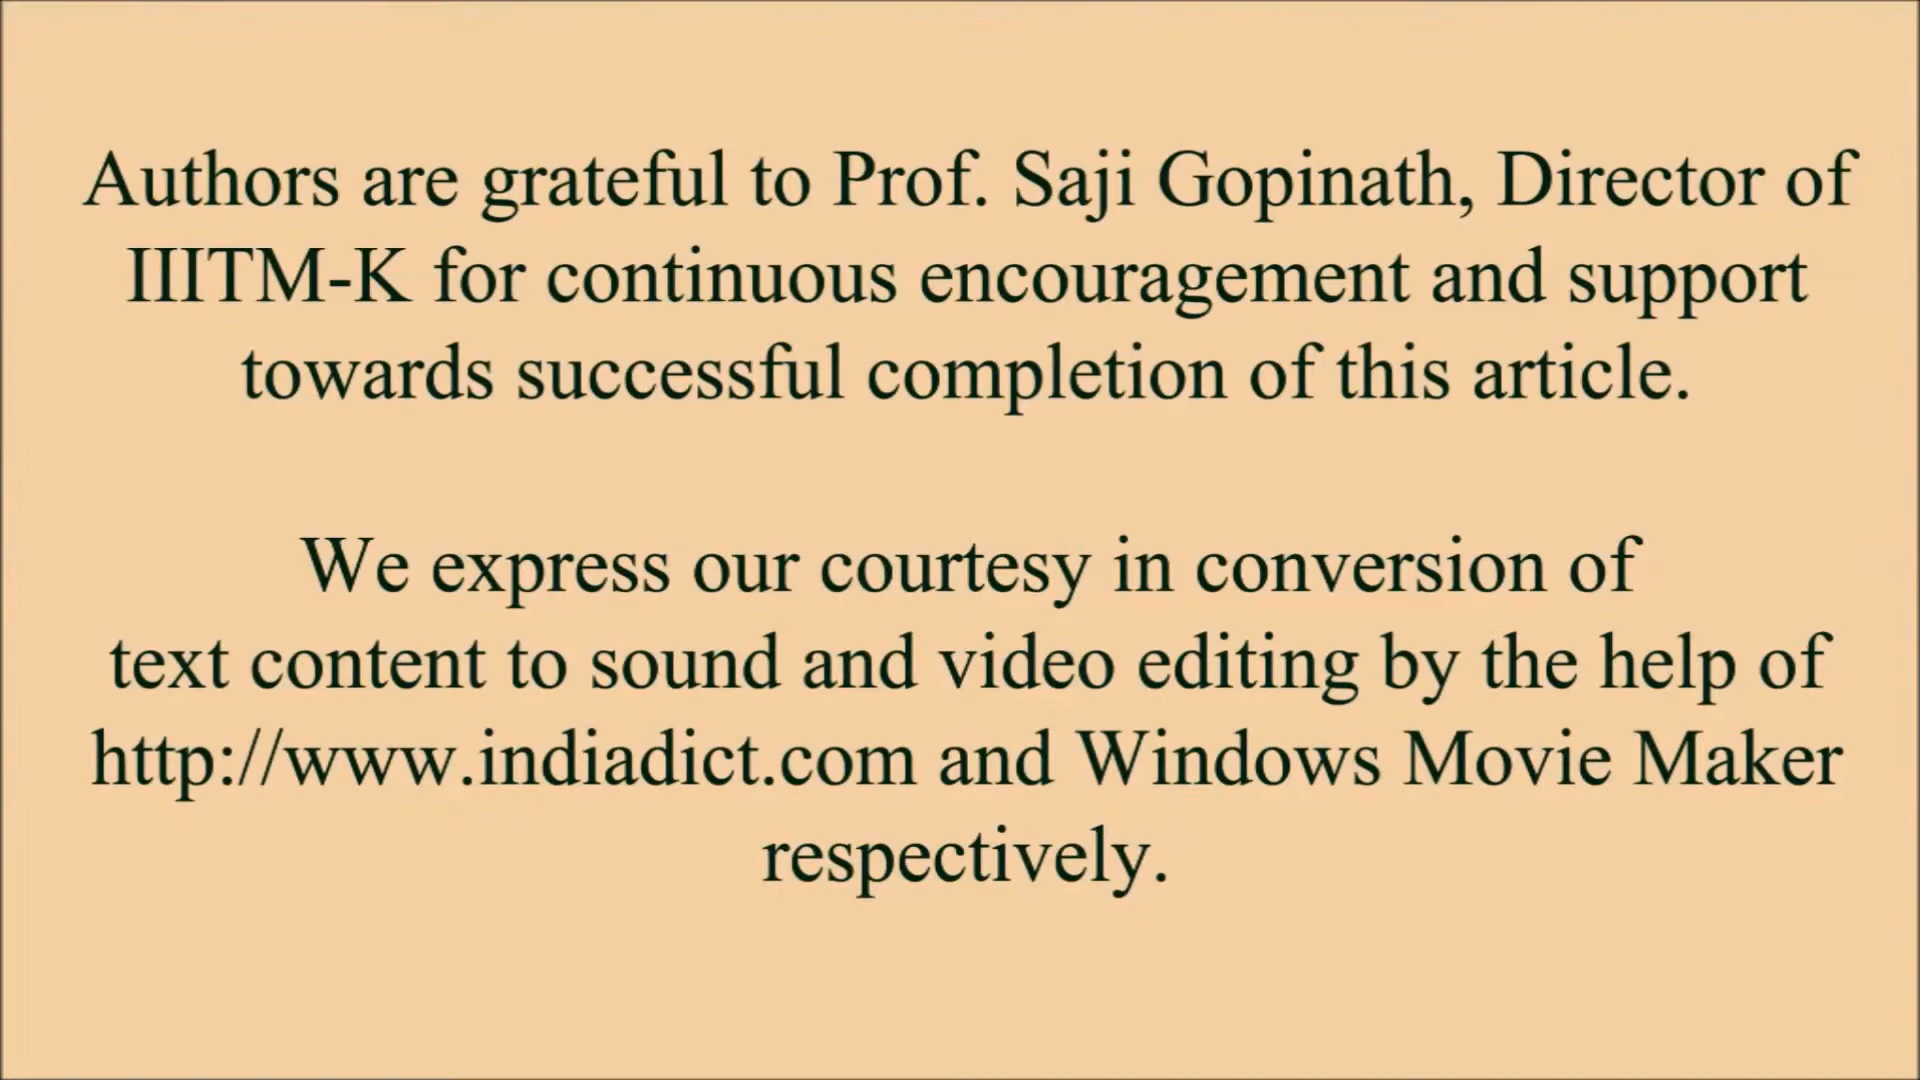 Authors are grateful to Prof. Saji Gopinath, Director of
IIITM-K for continuous encouragement and support
towards successful completion of this article.
We express our courtesy in conversion of
text content to sound and video editing by the help of
http://www.indiadict.com and Windows Movie Maker
respectively.